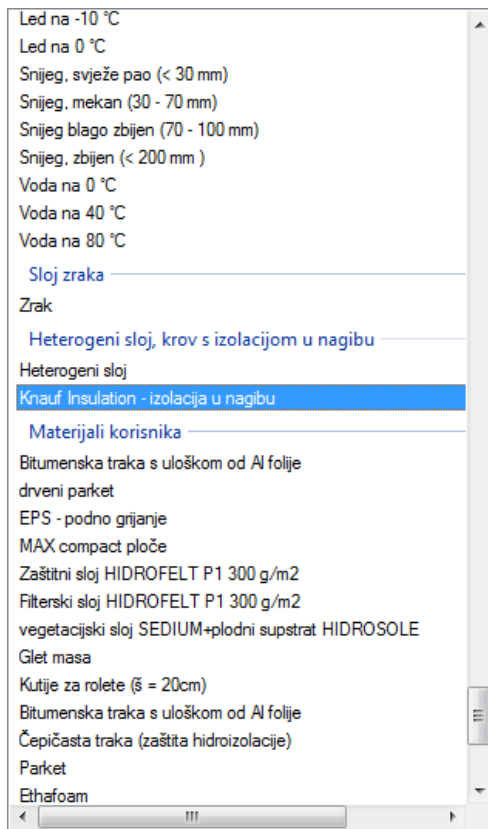 Led na -10 °C
Led na 0 °C
Snijeg, svježe pao (< 30 mm)
Snijeg, mekan (30 - 70 mm)
Snijeg blago zbijen (70 - 100 mm)
Snijeg, zbijen (< 200 mm )
Voda na 0 °C
Voda na 40 °C
Voda na 80 °C
Sloj zraka
Zrak
Heterogeni sloj, krov s izolacijom u nagibu
Heterogeni sloj
Knauf Insulation - izolacija u nagibu
Materijali korisnika
Bitumenska traka s uloškom od Al folije
drveni parket
EPS - podno grijanje
MAX compact ploče
Zaštitni sloj HIDROFELT P1 300 g/m2
Filterski sloj HIDROFELT P1 300 g/m2
vegetacijski sloj SEDIUM+plodni supstrat HIDROSOLE
Glet masa
Kutije za rolete (š = 20cm)
Bitumenska traka s uloškom od Al folije
Čepičasta traka (zaštita hidroizolacije)
Parket
Ethafoam